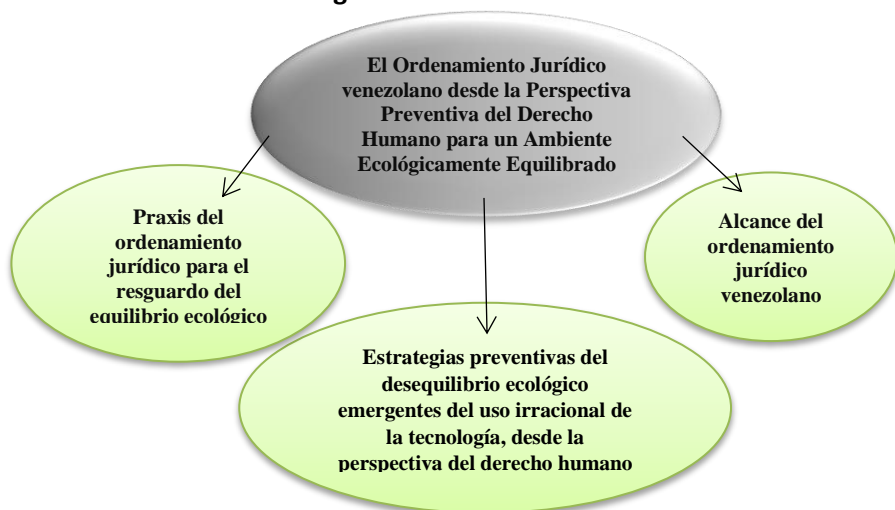 El Ordenamiento Jurídico
venezolano desde la Perspectiva
Preventiva del Derecho
Humano para un Ambiente
Ecológicamente Equilibrado
Praxis del
ordenamiento
jurídico para el
resguardo del
equilibrio ecológico
Alcance del
ordenamiento
jurídico
venezolano
Estrategias preventivas del
desequilibrio ecológico
emergentes del uso irracional de
la tecnología, desde la
perspectiva del derecho humano